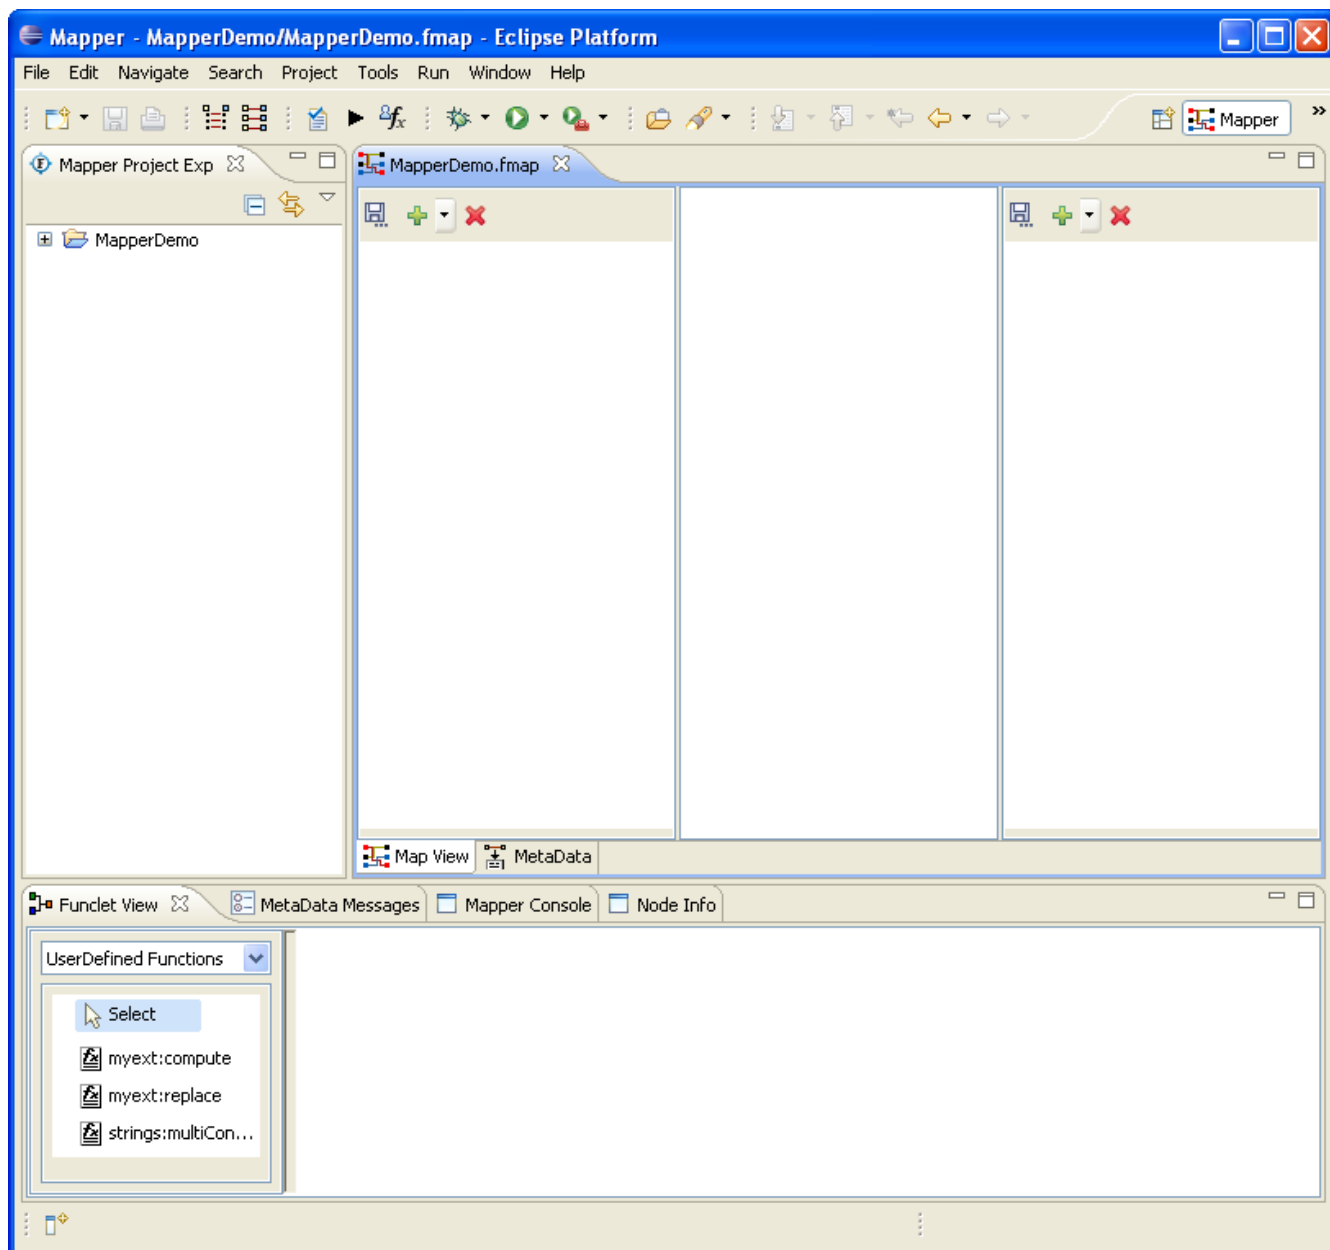 Mapper - MapperDemo/MapperDemo.fmap - Eclipse Platform
File Edit Navigate Search Project Tools Run Window Help
Mapper
Mapper Project Exp
MapperDemo.fmap
MapperDemo
Map View MetaData
Funclet View MetaData Messages Mapper Console Node Info
UserDefined Functions
Select
myext:compute
myext:replace
strings:multiCon...